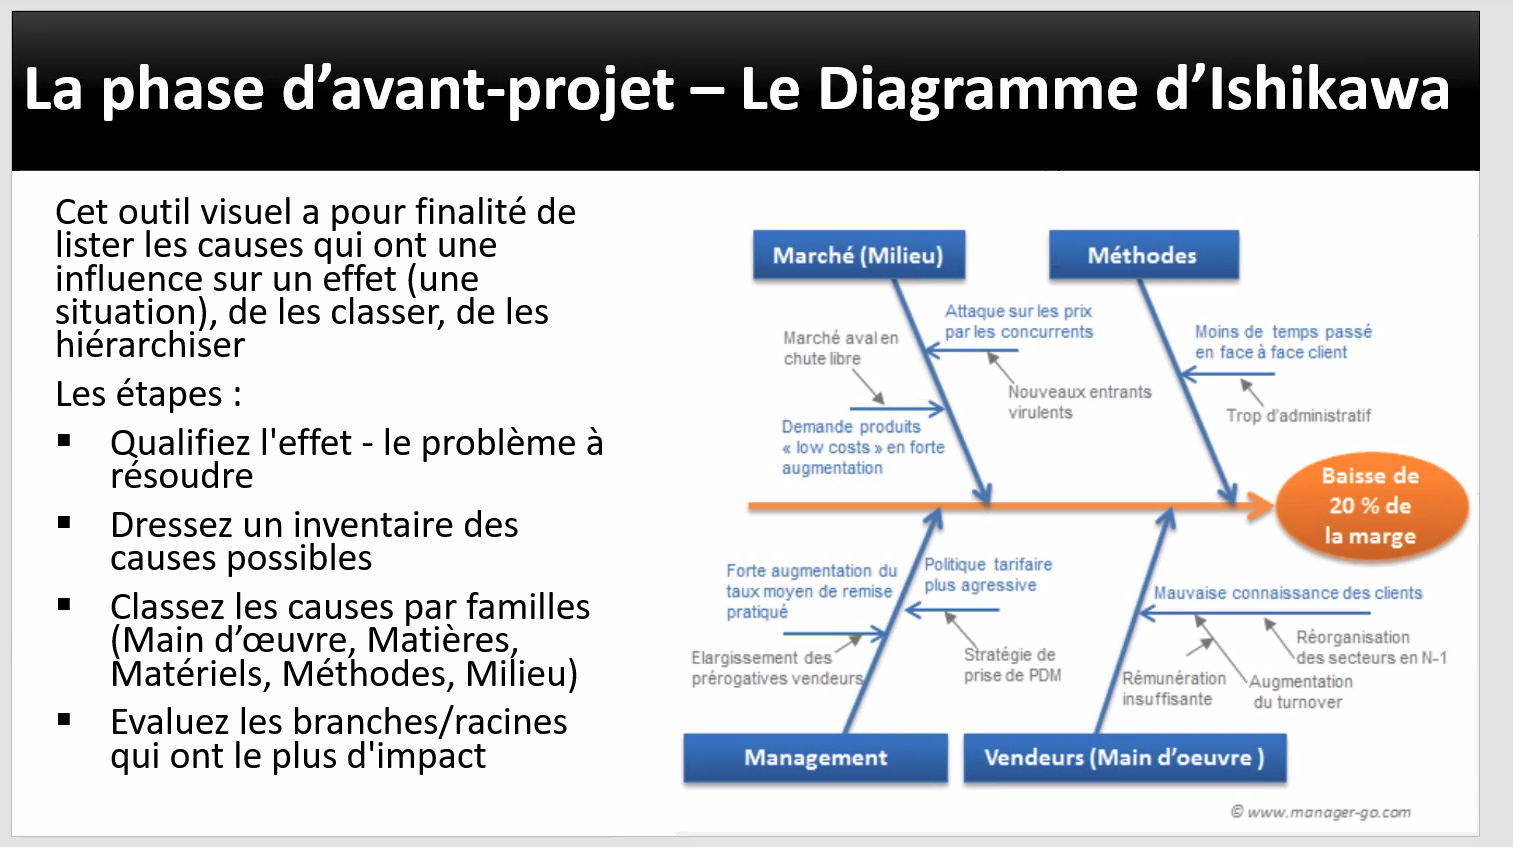 La phase d’avant-projet – Le Diagramme d’Ishikawa
Cet outil visuel a pour finalité de
lister les causes qui ont une
influence sur un effet (une
situation), de les classer, de les
hiérarchiser
Les étapes :
▪ Qualifiez l'effet - le problème à
résoudre
▪ Dressez un inventaire des
causes possibles
▪ Classez les causes par familles
(Main d’œuvre, Matières,
Matériels, Méthodes, Milieu)
▪ Evaluez les branches/racines
qui ont le plus d'impact
Marché (Milieu)
Méthodes
Attaque sur les prix
par les concurrents
Marché aval en
chute libre
Nouveaux entrants
virulents
Demande produits
« low costs » en forte
augmentation
Moins de temps passé
en face à face client
Trop d'administratif
Baisse de
20 % de
la marge
Forte augmentation du
taux moyen de remise
pratiqué
Politique tarifaire
plus agressive
Elargissement des
prérogatives vendeurs
Stratégie de
prise de PDM
Mauvaise connaissance des clients
Réorganisation
des secteurs en N-1
Rémunération
insuffisante
Augmentation
du turnover
Management
Vendeurs (Main d’oeuvre )
© www.manager-go.com